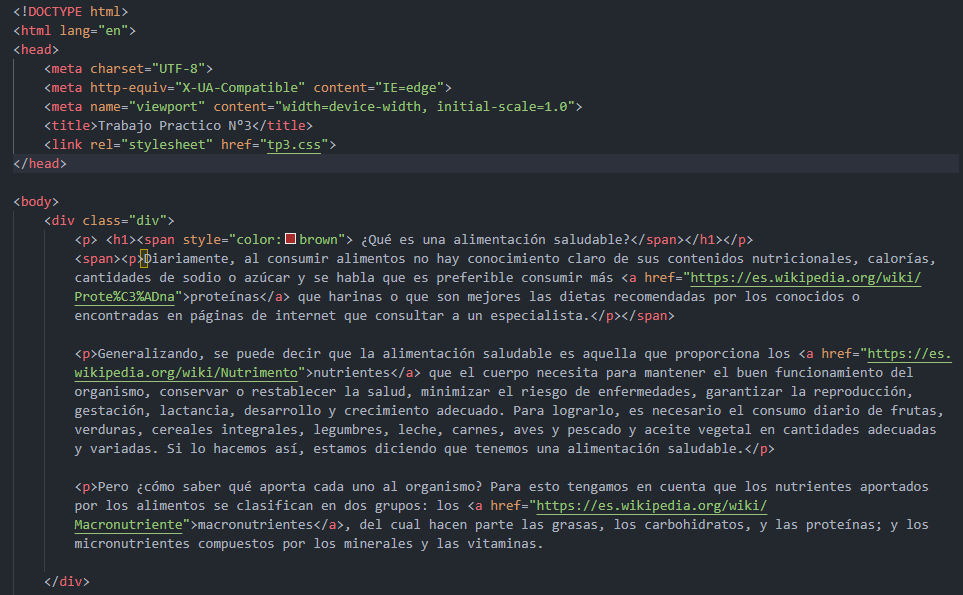 <!DOCTYPE html>
<html lang="en">
<head>
<meta charset="UTF-8">
<meta http-equiv="X-UA-Compatible" content="IE=edge">
<meta name="viewport" content="width=device-width, initial-scale=1.0">
<title>Trabajo Practico Nº3</title>
<link rel="stylesheet" href="tp3.css">
</head>
<body>
<div class="div">
<p> <h1><span style="color:brown"> ¿Qué es una alimentación saludable?</span></h1></p>
<span><p>Diariamente, al consumir alimentos no hay conocimiento claro de sus contenidos nutricionales, calorías,
cantidades de sodio o azúcar y se habla que es preferible consumir más <a href="https://es.wikipedia.org/wiki/
Prote%C3%ADna">proteínas</a> que harinas o que son mejores las dietas recomendadas por los conocidos o
encontradas en páginas de internet que consultar a un especialista.</p></span>
<p>Generalizando, se puede decir que la alimentación saludable es aquella que proporciona los <a href="https://es.
wikipedia.org/wiki/Nutrimento">nutrientes</a> que el cuerpo necesita para mantener el buen funcionamiento del
organismo, conservar o restablecer la salud, minimizar el riesgo de enfermedades, garantizar la reproducción,
gestación, lactancia, desarrollo y crecimiento adecuado. Para lograrlo, es necesario el consumo diario de frutas,
verduras, cereales integrales, legumbres, leche, carnes, aves y pescado y aceite vegetal en cantidades adecuadas
y variadas. Si lo hacemos así, estamos diciendo que tenemos una alimentación saludable.</p>
<p>Pero ¿cómo saber qué aporta cada uno al organismo? Para esto tengamos en cuenta que los nutrientes aportados
por los alimentos se clasifican en dos grupos: los <a href="https://es.wikipedia.org/wiki/
Macronutriente">macronutrientes</a>, del cual hacen parte las grasas, los carbohidratos, y las proteínas; y los
micronutrientes compuestos por los minerales y las vitaminas.
</div>